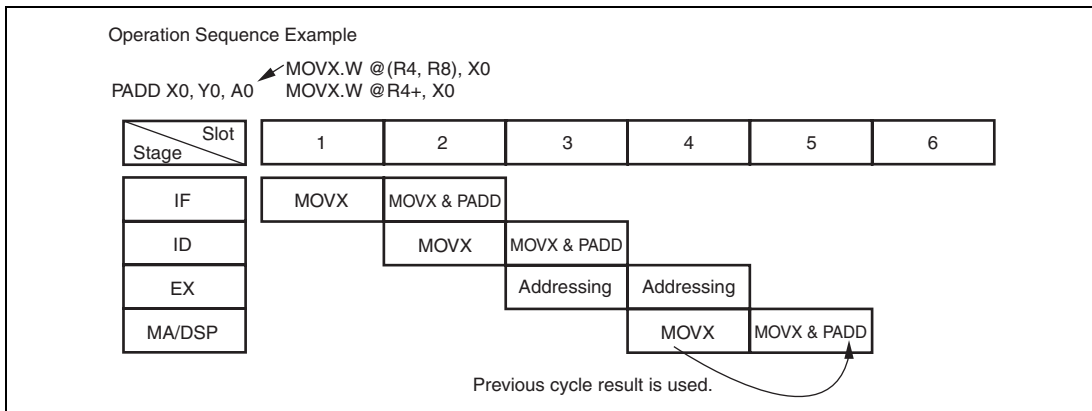 Operation Sequence Example
MOVX.W @(R4, R8), X0
PADD X0, Y0, A0 MOVX.W @R4+, X0
Slot
Stage
1 2 3 4 5 6
IF MOVX MOVX & PADD
ID MOVX MOVX & PADD
EX Addressing Addressing
MA/DSP MOVX MOVX & PADD
Previous cycle result is used.